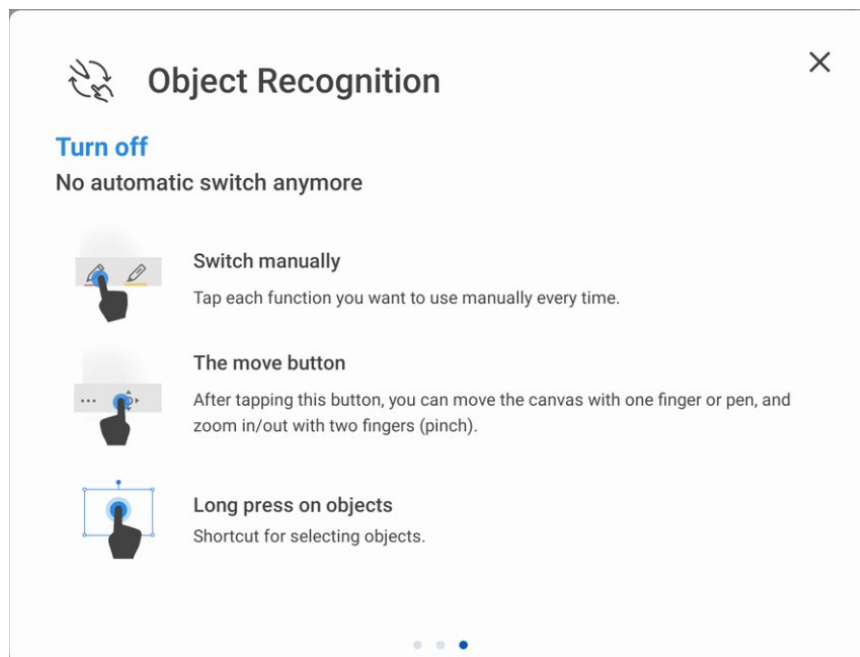 Object Recognition
Turn off
No automatic switch anymore
Switch manually
Tap each function you want to use manually every time.
The move button
After tapping this button, you can move the canvas with one finger or pen, and
zoom in/out with two fingers (pinch).
Long press on objects
Shortcut for selecting objects.